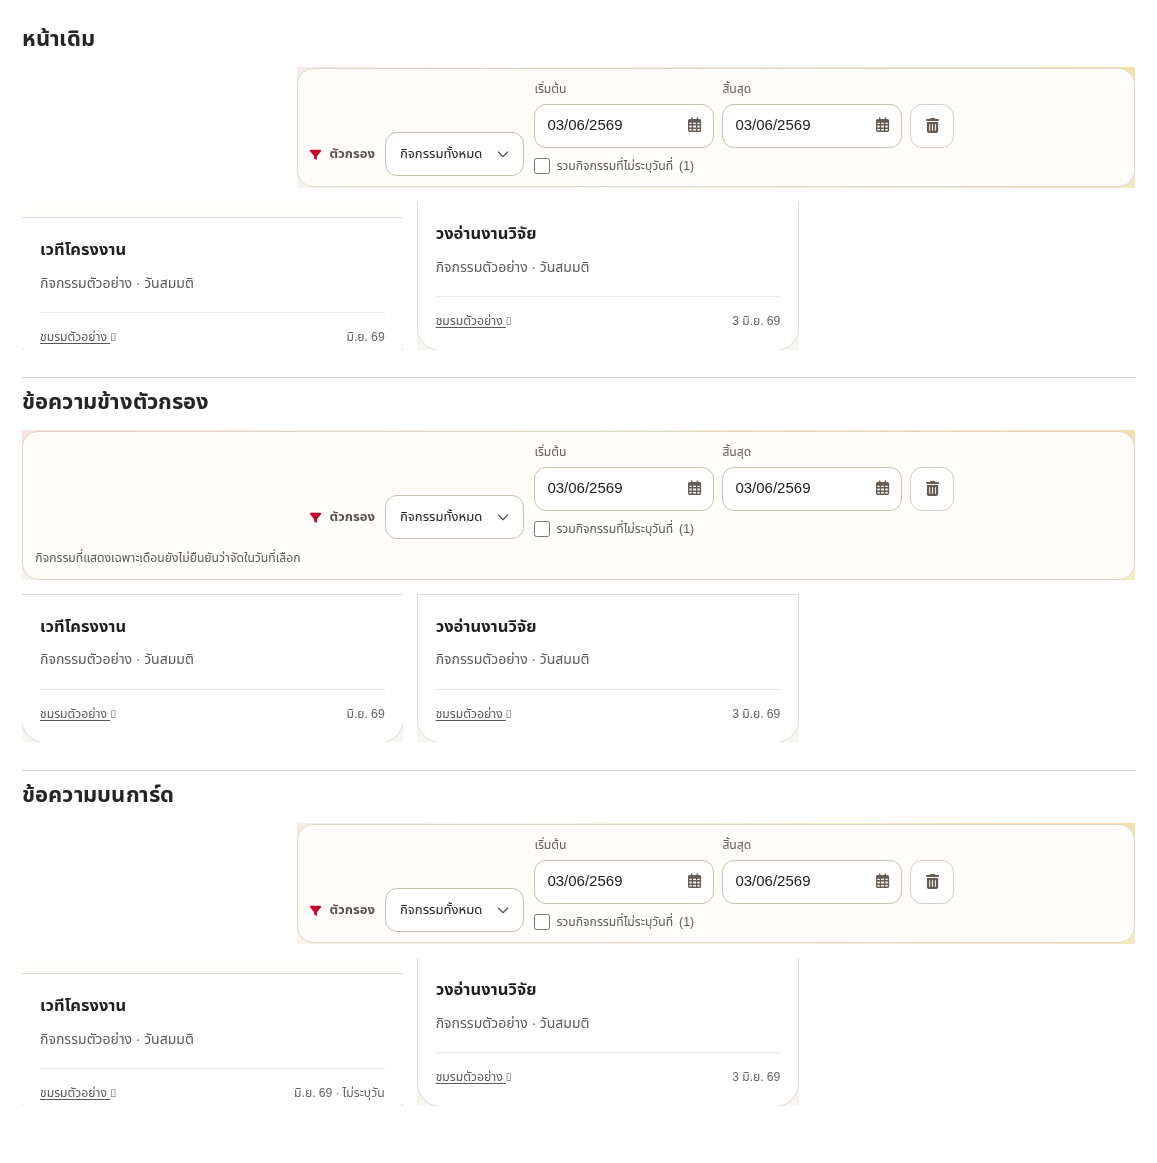 หน้าเดิม
เริ่มต้น สิ้นสุด
03/06/2569 03/06/2569
ตัวกรอง กิจกรรมทั้งหมด
รวมกิจกรรมที่ไม่ระบุวันที่ (1)
เวทีโครงงาน
กิจกรรมตัวอย่าง · วันสมมติ
ชมรมตัวอย่าง มิ.ย. 69
วงอ่านงานวิจัย
กิจกรรมตัวอย่าง · วันสมมติ
ชมรมตัวอย่าง 3 มิ.ย. 69
ข้อความข้างตัวกรอง
เริ่มต้น สิ้นสุด
03/06/2569 03/06/2569
ตัวกรอง กิจกรรมทั้งหมด
รวมกิจกรรมที่ไม่ระบุวันที่ (1)
กิจกรรมที่แสดงเฉพาะเดือนยังไม่ยืนยันว่าจัดในวันที่เลือก
เวทีโครงงาน
กิจกรรมตัวอย่าง · วันสมมติ
ชมรมตัวอย่าง มิ.ย. 69
วงอ่านงานวิจัย
กิจกรรมตัวอย่าง · วันสมมติ
ชมรมตัวอย่าง 3 มิ.ย. 69
ข้อความบนการ์ด
เริ่มต้น สิ้นสุด
03/06/2569 03/06/2569
ตัวกรอง กิจกรรมทั้งหมด
รวมกิจกรรมที่ไม่ระบุวันที่ (1)
เวทีโครงงาน
กิจกรรมตัวอย่าง · วันสมมติ
ชมรมตัวอย่าง มิ.ย. 69 · ไม่ระบุวัน
วงอ่านงานวิจัย
กิจกรรมตัวอย่าง · วันสมมติ
ชมรมตัวอย่าง 3 มิ.ย. 69